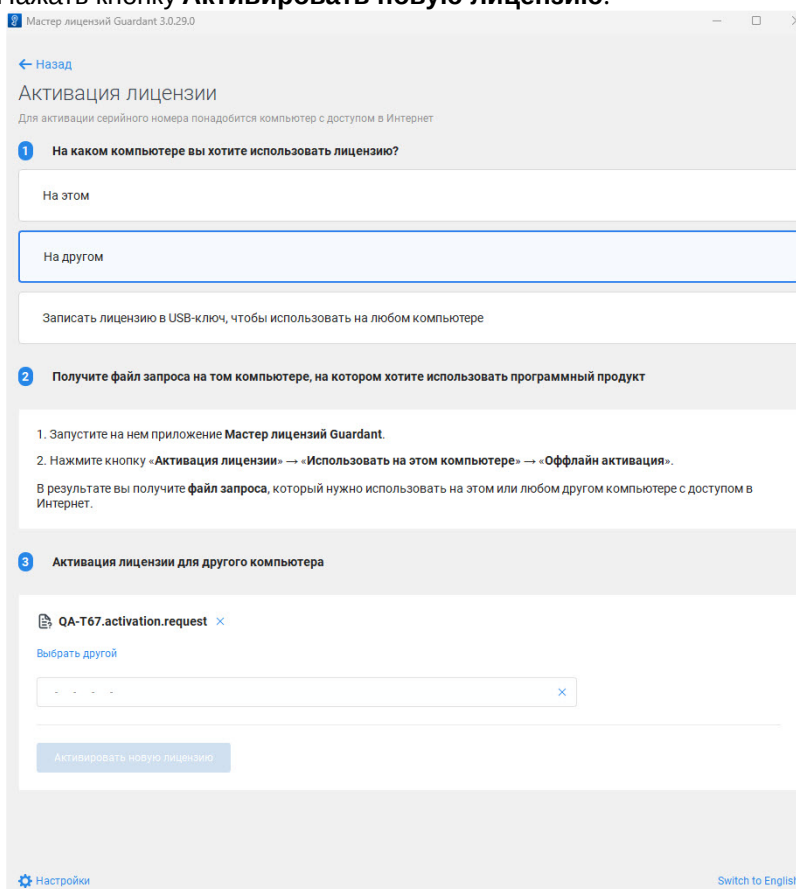 Нажать кнопку Активировать новую лицензию.
Мастер лицензий Guardant 3.0.29.0
Назад
Активация лицензии
Для активации серийного номера понадобится компьютер с доступом в Интернет
1 На каком компьютере вы хотите использовать лицензию?
На этом
На другом
Записать лицензию в USB-ключ, чтобы использовать на любом компьютере
2 Получите файл запроса на том компьютере, на котором хотите использовать программный продукт
1. Запустите на нем приложение Мастер лицензий Guardant.
2. Нажмите кнопку «Активация лицензии» → «Использовать на этом компьютере» → «Оффлайн активация».
В результате вы получите файл запроса, который нужно использовать на этом или любом другом компьютере с доступом в
Интернет.
3 Активация лицензии для другого компьютера
QA-T67.activation.request
Выбрать другой
- - - -
Активировать новую лицензию
Настройки
Switch to English